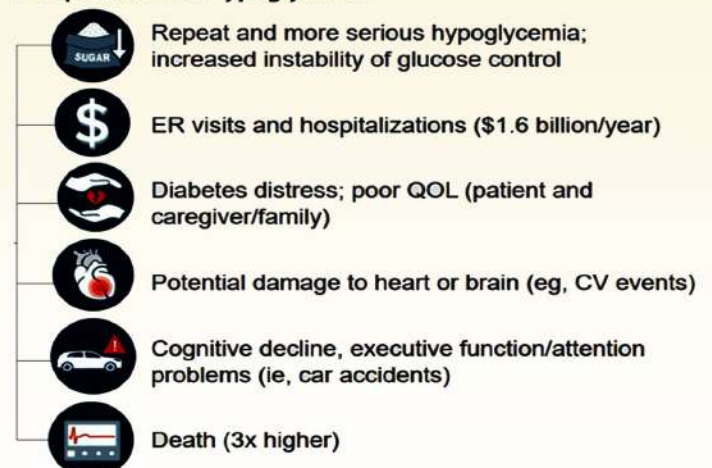 SUGAR
Repeat and more serious hypoglycemia;
increased instability of glucose control
$
ER visits and hospitalizations ($1.6 billion/year)
Diabetes distress; poor QOL (patient and
caregiver/family)
Potential damage to heart or brain (eg, CV events)
Cognitive decline, executive function/attention
problems (ie, car accidents)
Death (3x higher)